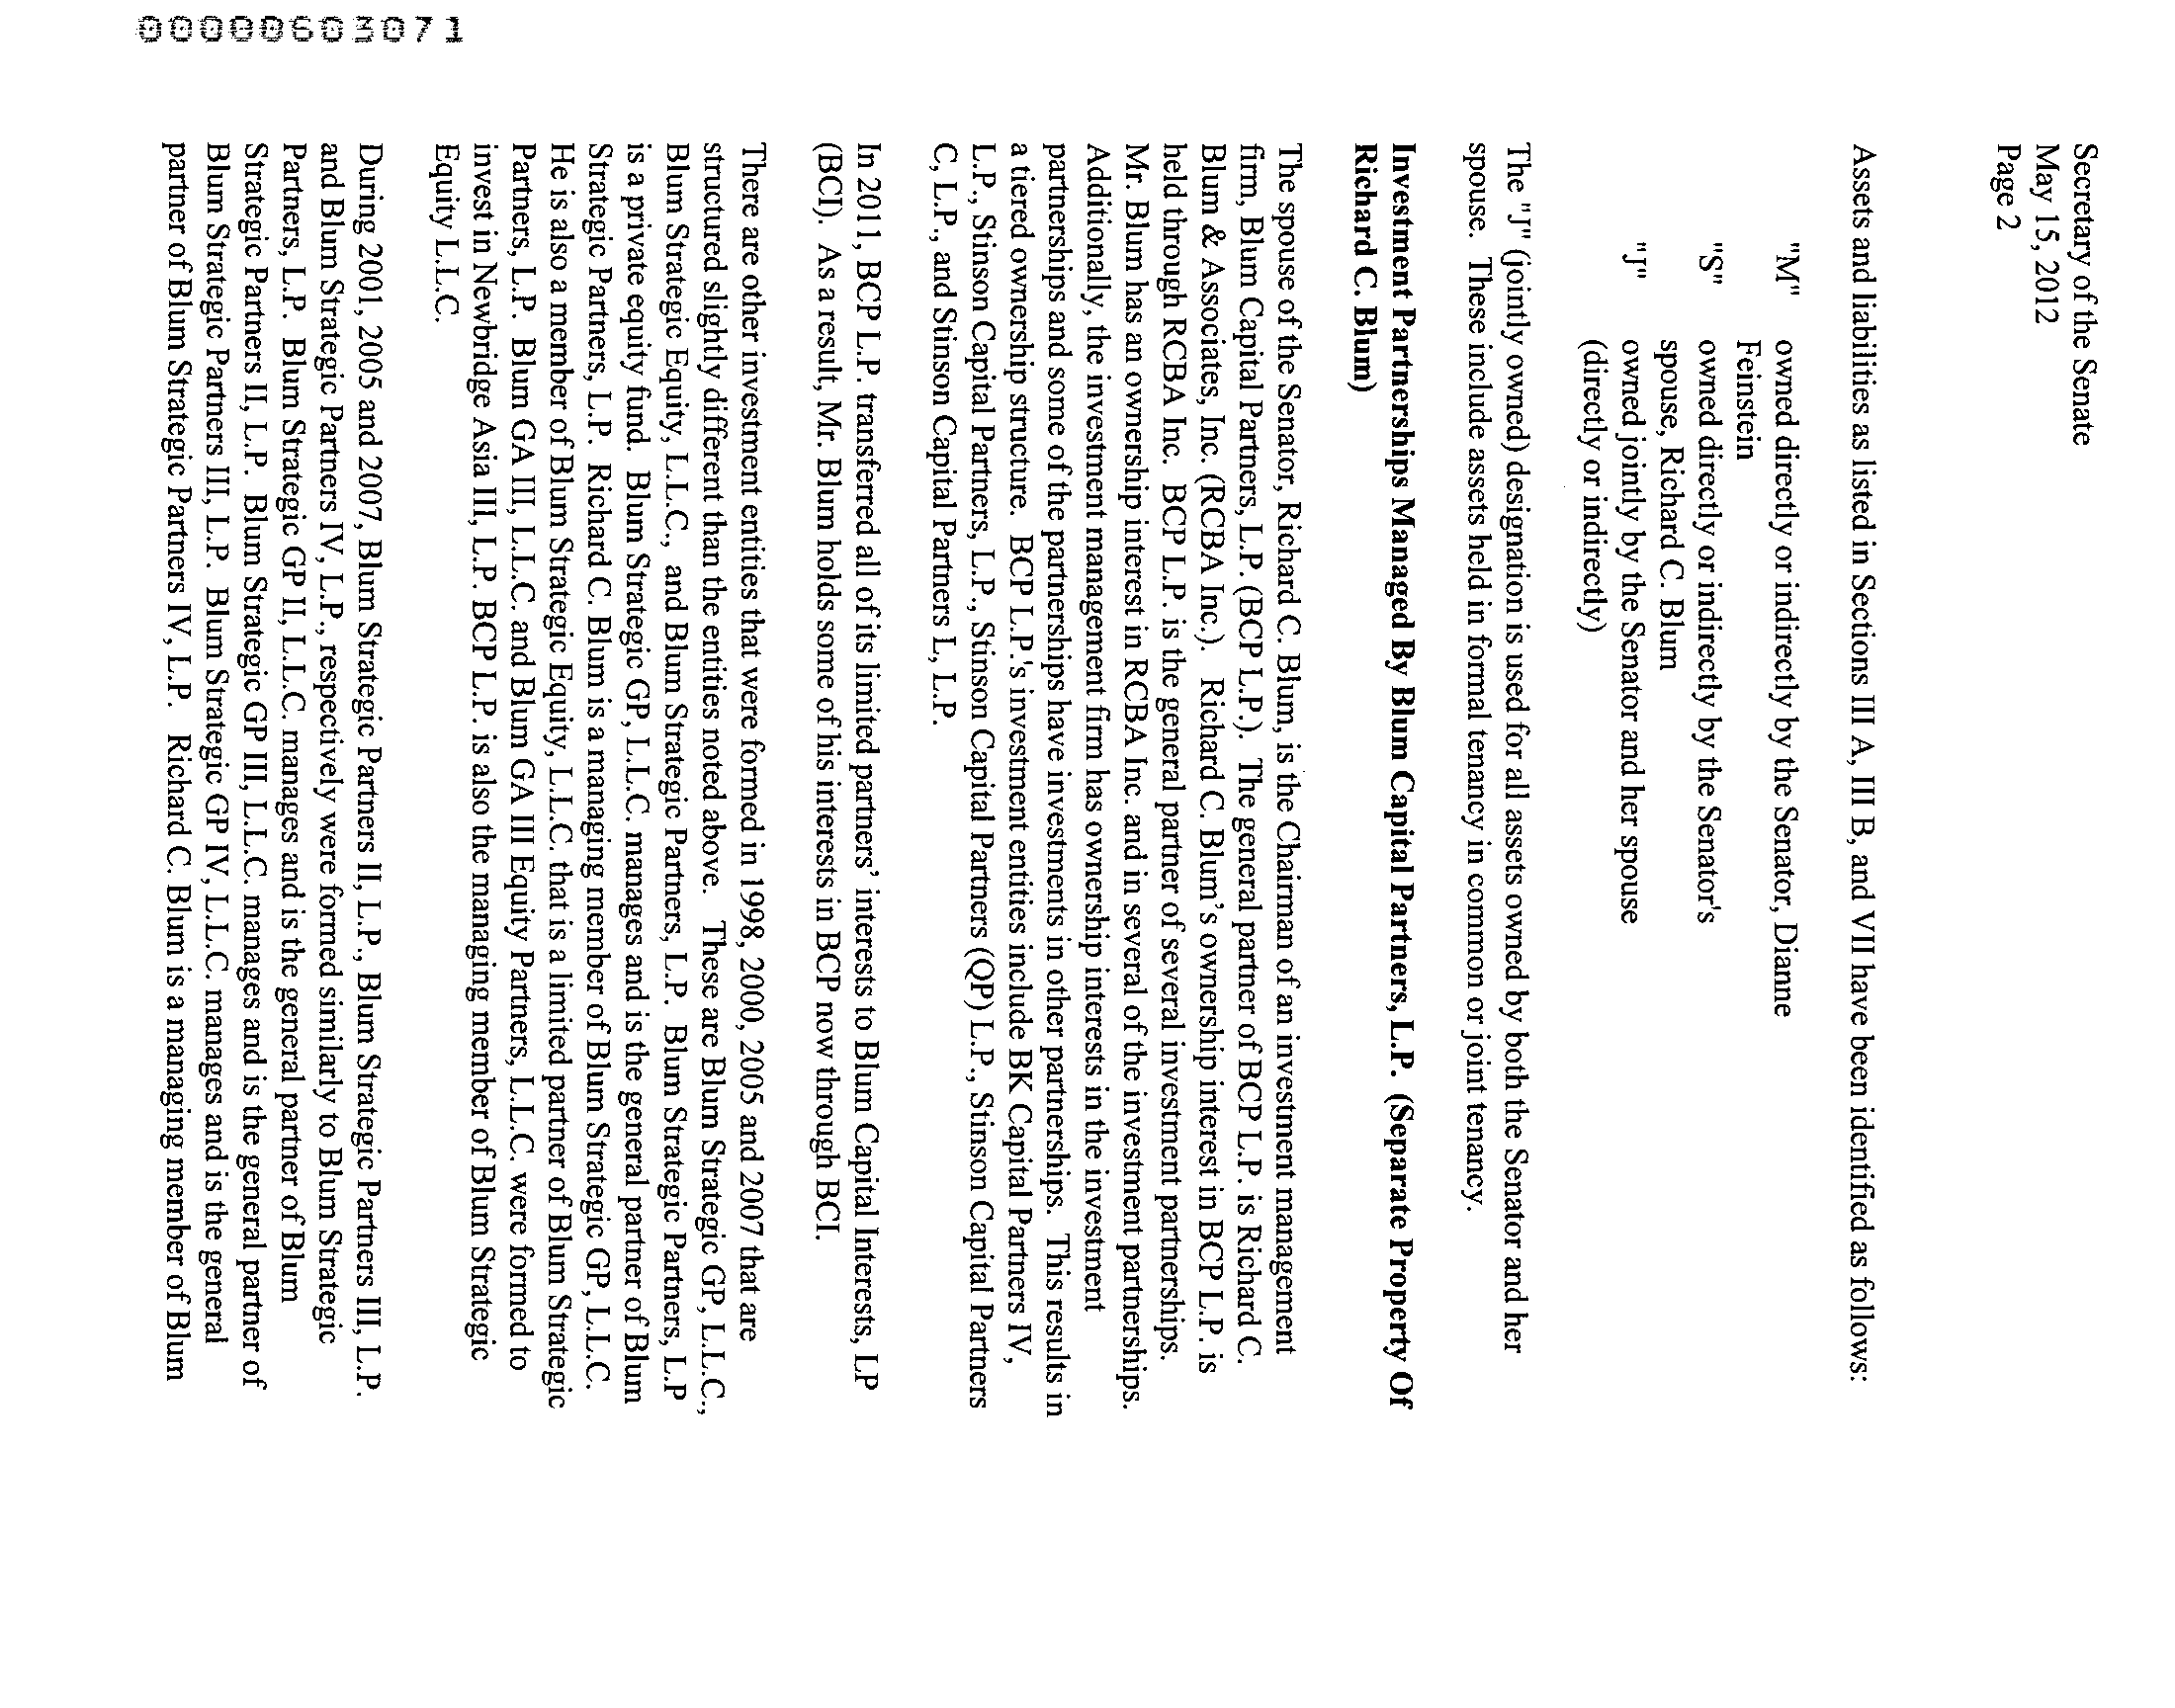 Secretary of the Senate
May 15, 2012
Page 2
Assets and liabilities as listed in Sections III A, III B, and VII have been identified as follows:
"M" owned directly or indirectly by the Senator, Dianne
Feinstein
"S" owned directly or indirectly by the Senator's
spouse, Richard C. Blum
"J" owned jointly by the Senator and her spouse
(directly or indirectly)
The "J" (jointly owned) designation is used for all assets owned by both the Senator and her
spouse. These include assets held in formal tenancy in common or joint tenancy.
Investment Partnerships Managed By Blum Capital Partners, L.P. (Separate Property Of
Richard C. Blum)
The spouse of the Senator, Richard C. Blum, is the Chairman of an investment management
firm, Blum Capital Partners, L.P. (BCP L.P.). The general partner of BCP L.P. is Richard C.
Blum & Associates, Inc. (RCBA Inc.). Richard C. Blum's ownership interest in BCP L.P. is
held through RCBA Inc. BCP L.P. is the general partner of several investment partnerships.
Mr. Blum has an ownership interest in RCBA Inc. and in several of the investment partnerships.
Additionally, the investment management firm has ownership interests in the investment
partnerships and some of the partnerships have investments in other partnerships. This results in
a tiered ownership structure. BCP L.P.'s investment entities include BK Capital Partners IV,
L.P., Stinson Capital Partners, L.P., Stinson Capital Partners (QP) L.P., Stinson Capital Partners
C, L.P., and Stinson Capital Partners L, L.P.
In 2011, BCP L.P. transferred all of its limited partners' interests to Blum Capital Interests, LP
(BCI). As a result, Mr. Blum holds some of his interests in BCP now through BCI.
There are other investment entities that were formed in 1998, 2000, 2005 and 2007 that are
structured slightly different than the entities noted above. These are Blum Strategic GP, L.L.C.,
Blum Strategic Equity, L.L.C., and Blum Strategic Partners, L.P. Blum Strategic Partners, L.P
is a private equity fund. Blum Strategic GP, L.L.C. manages and is the general partner of Blum
Strategic Partners, L.P. Richard C. Blum is a managing member of Blum Strategic GP, L.L.C.
He is also a member of Blum Strategic Equity, L.L.C. that is a limited partner of Blum Strategic
Partners, L.P. Blum GA III, L.L.C. and Blum GA III Equity Partners, L.L.C. were formed to
invest in Newbridge Asia III, L.P. BCP L.P. is also the managing member of Blum Strategic
Equity L.L.C.
During 2001, 2005 and 2007, Blum Strategic Partners II, L.P., Blum Strategic Partners III, L.P.
and Blum Strategic Partners IV, L.P., respectively were formed similarly to Blum Strategic
Partners, L.P. Blum Strategic GP II, L.L.C. manages and is the general partner of Blum
Strategic Partners II, L.P. Blum Strategic GP III, L.L.C. manages and is the general partner of
Blum Strategic Partners III, L.P. Blum Strategic GP IV, L.L.C. manages and is the general
partner of Blum Strategic Partners IV, L.P. Richard C. Blum is a managing member of Blum
00000603071